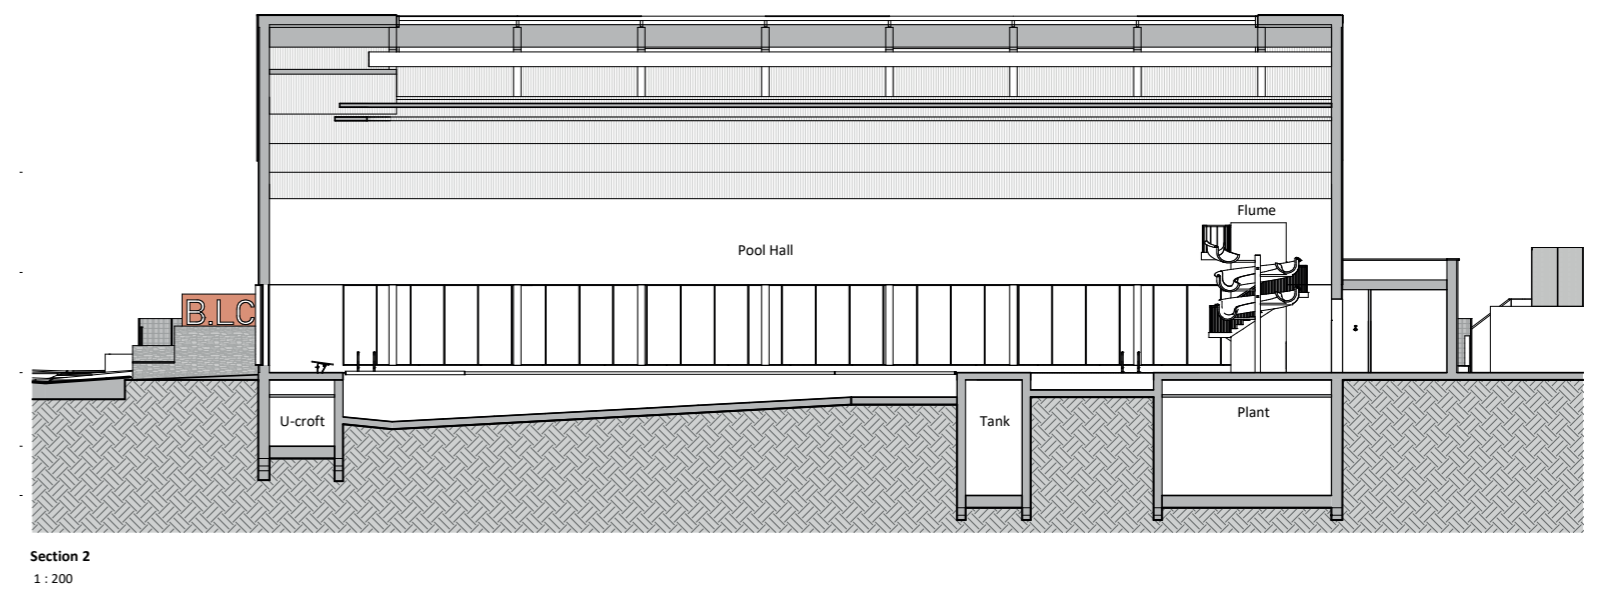 Flume
Pool Hall
B.LC
U-croft
Tank
Plant
Section 2
1 : 200